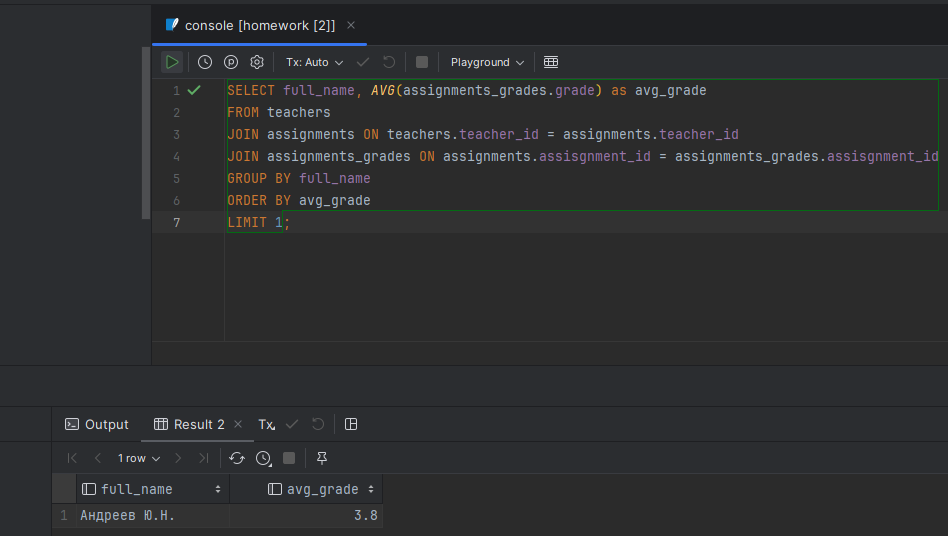 console [homework [2]]
Tx: Auto
Playground
1 SELECT full_name, AVG(assignments_grades.grade) as avg_grade
2 FROM teachers
3 JOIN assignments ON teachers.teacher_id = assignments.teacher_id
4 JOIN assignments_grades ON assignments.assisgnment_id = assignments_grades.assisgnment_id
5 GROUP BY full_name
6 ORDER BY avg_grade
7 LIMIT 1;
Output
Result 2
Tx
1 row
full_name avg_grade
1 Андреев Ю.Н. 3.8